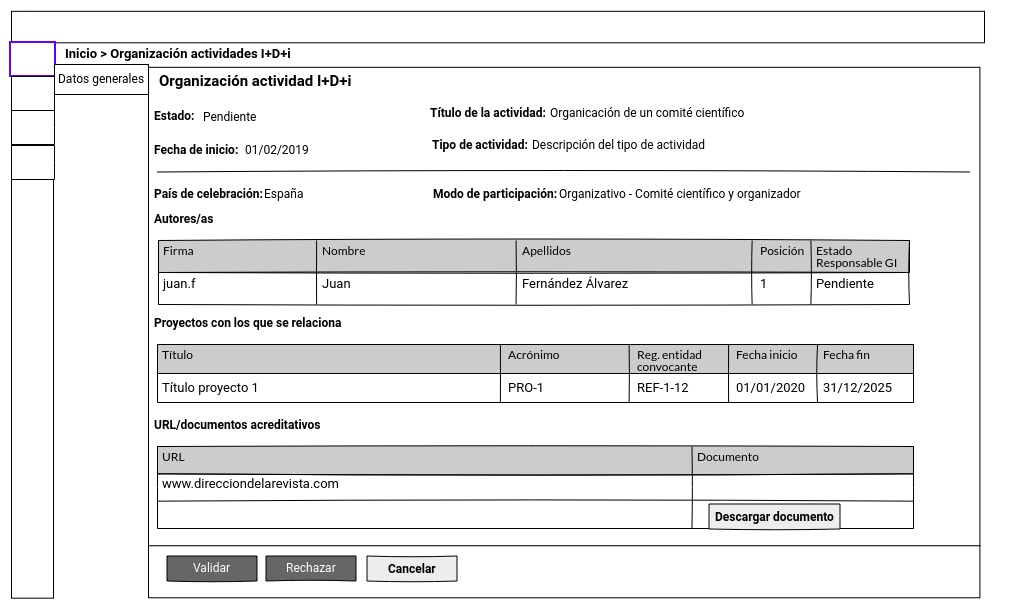 Inicio > Organización actividades I+D+i
Datos generales
Organización actividad I+D+i
Estado: Pendiente
Título de la actividad: Organicación de un comité científico
Fecha de inicio: 01/02/2019
Tipo de actividad: Descripción del tipo de actividad
País de celebración: España
Modo de participación: Organizativo - Comité científico y organizador
Autores/as
Firma Nombre Apellidos Posición Estado
Responsable GI
juan.f Juan Fernández Álvarez 1 Pendiente
Proyectos con los que se relaciona
Título Acrónimo Reg. entidad Fecha inicio Fecha fin
convocante
Título proyecto 1 PRO-1 REF-1-12 01/01/2020 31/12/2025
URL/documentos acreditativos
URL Documento
www.direcciondelarevista.com
Descargar documento
Validar Rechazar Cancelar